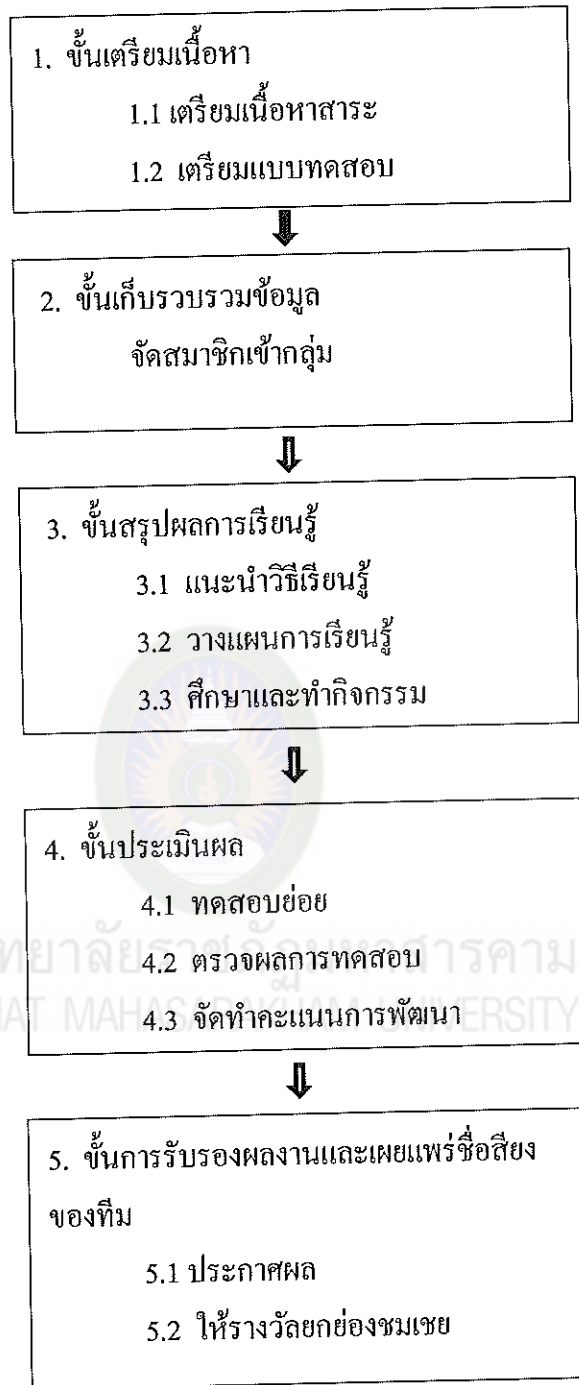 1. ขั้นเตรียมเนื้อหา
1.1 เตรียมเนื้อหาสาระ
1.2 เตรียมแบบทดสอบ
2. ขั้นเก็บรวบรวมข้อมูล
จัดสมาชิกเข้ากลุ่ม
3. ขั้นสรุปผลการเรียนรู้
3.1 แนะนำวิธีเรียนรู้
3.2 วางแผนการเรียนรู้
3.3 ศึกษาและทำกิจกรรม
4. ขั้นประเมินผล
4.1 ทดสอบย่อย
4.2 ตรวจผลการทดสอบ
4.3 จัดทำคะแนนการพัฒนา
5. ขั้นการรับรองผลงานและเผยแพร่ชื่อสียง
ของทีม
5.1 ประกาศผล
5.2 ให้รางวัลยกย่องชมเชย